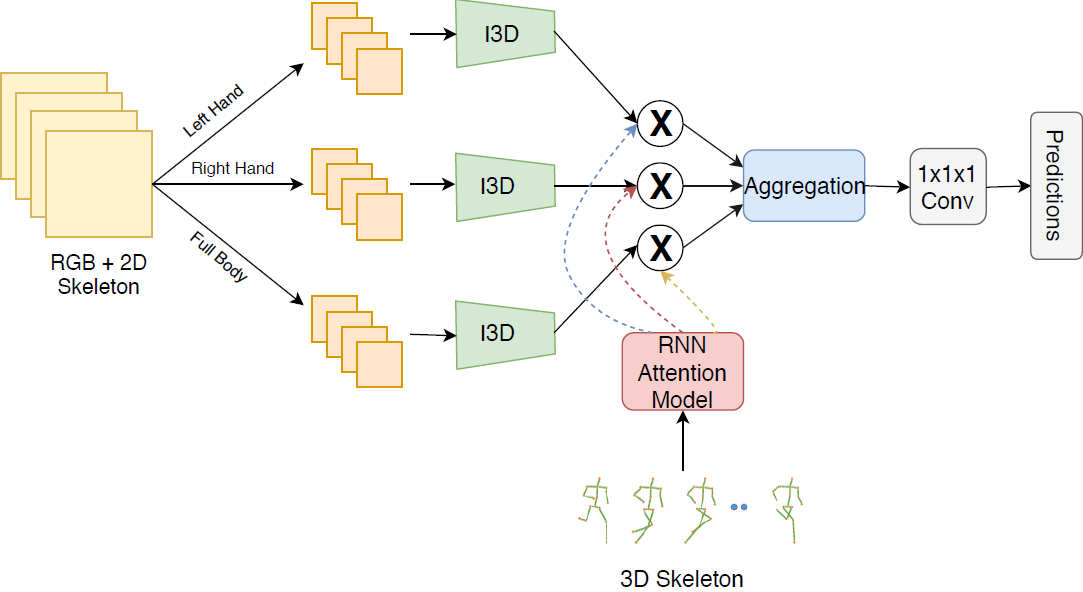 I3D
Left Hand
X
Right Hand
I3D
X
Aggregation
1x1x1
Conv
Predictions
RGB + 2D
Skeleton
Full Body
X
I3D
RNN
Attention
Model
3D Skeleton